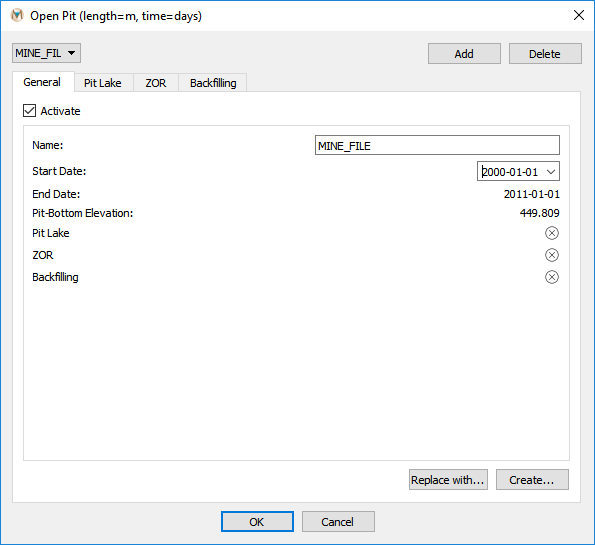 Open Pit (length=m, time=days)
MINE_FIL
Add
Delete
General
Pit Lake
ZOR
Backfilling
Activate
Name:
MINE_FILE
Start Date:
2000-01-01
End Date:
2011-01-01
Pit-Bottom Elevation:
449.809
Pit Lake
ZOR
Backfilling
Replace with...
Create...
OK
Cancel